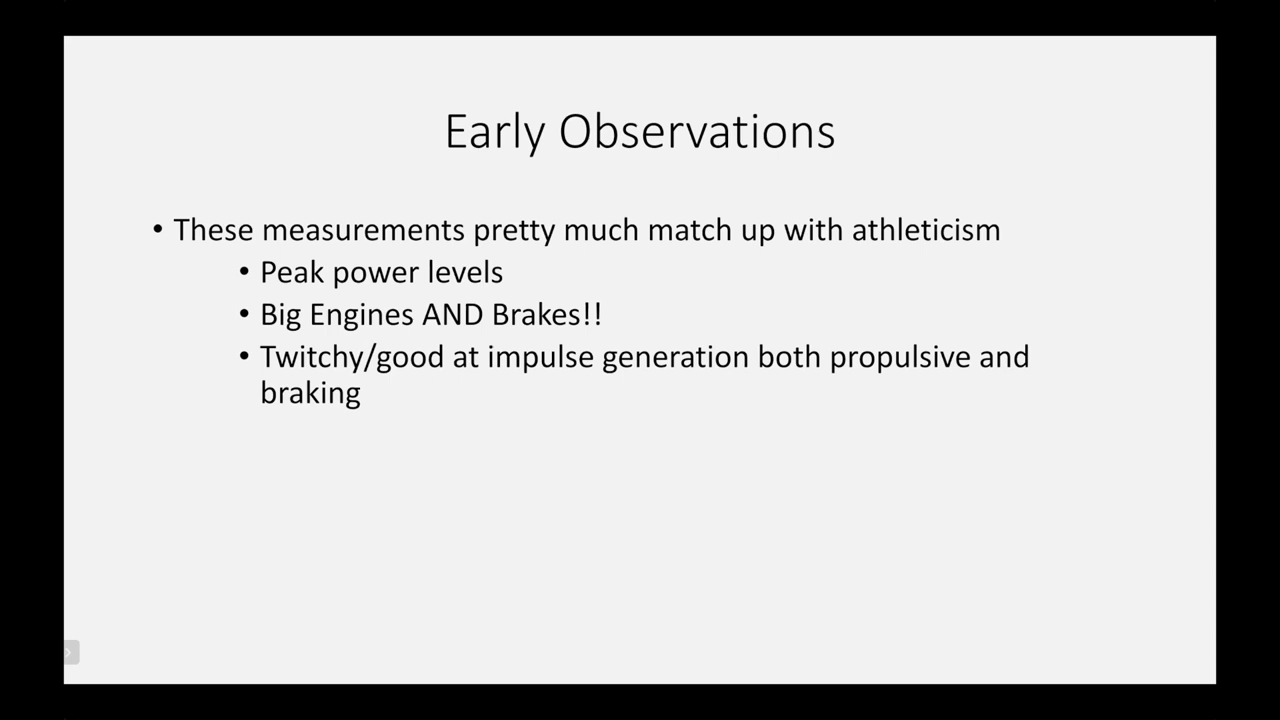 Early Observations
• These measurements pretty much match up with athleticism
• Peak power levels
• Big Engines AND Brakes!!
• Twitchy/good at impulse generation both propulsive and
braking